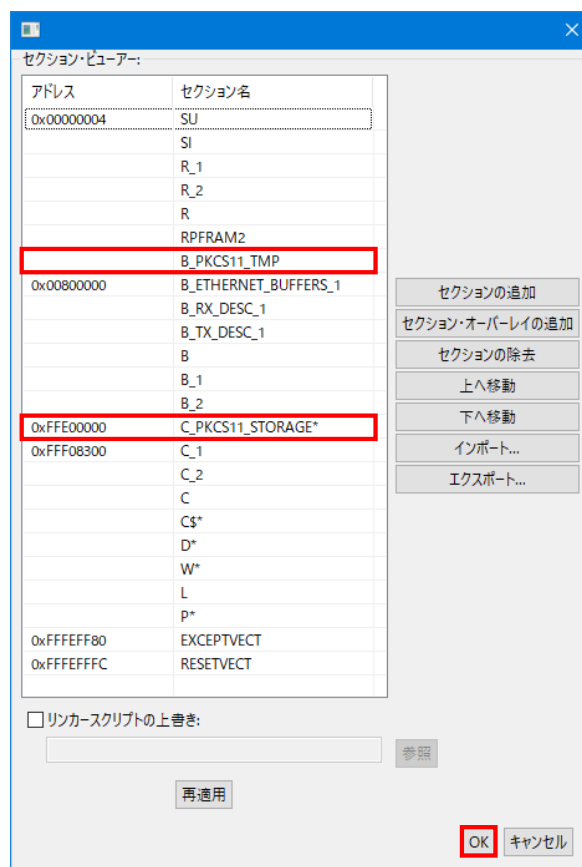 セクション・ビューアー:
アドレス セクション名
0x00000004 SU
SI
R_1
R_2
R
RPFRAM2
B_PKCS11_TMP
0x00800000 B_ETHERNET_BUFFERS_1
B_RX_DESC_1
B_TX_DESC_1
B
B_1
B_2
0xFFE00000 C_PKCS11_STORAGE*
0xFFF08300 C_1
C_2
C
C$*
D*
W*
L
P*
0xFFFEFF80 EXCEPTVECT
0xFFFEFFFC RESETVECT
セクションの追加
セクション・オーバーレイの追加
セクションの除去
上へ移動
下へ移動
インポート...
エクスポート...
リンカースクリプトの上書き:
参照
再適用
OK キャンセル